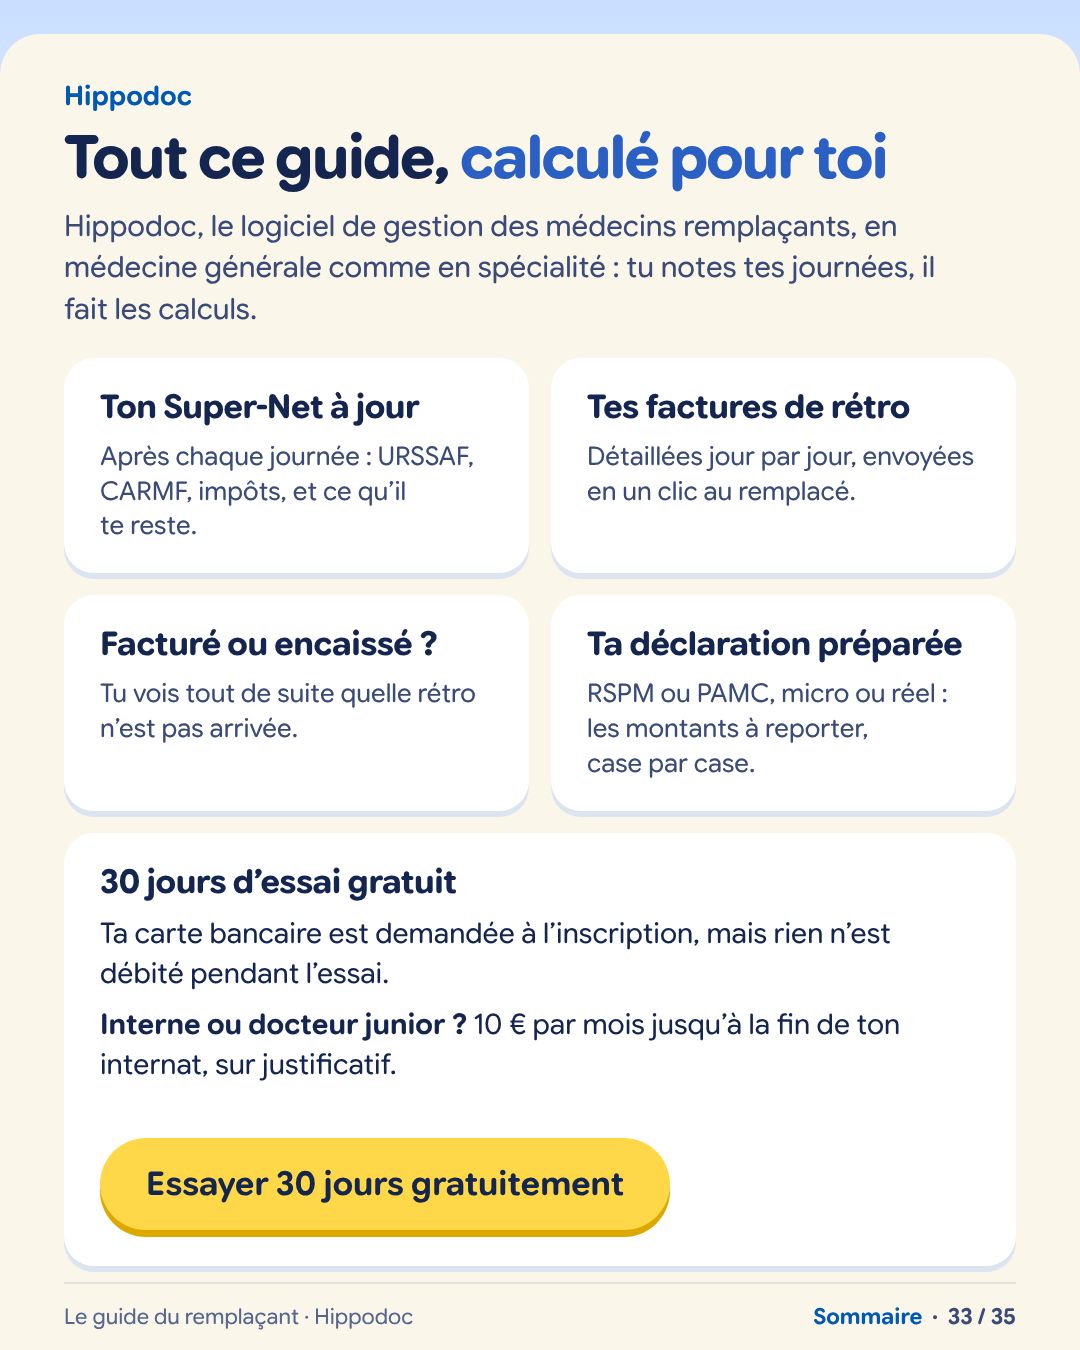 Hippodoc
Tout ce guide, calculé pour toi
Hippodoc, le logiciel de gestion des médecins remplaçants, en
médecine générale comme en spécialité : tu notes tes journées, il
fait les calculs.
Ton Super-Net à jour
Après chaque journée : URSSAF,
CARMF, impôts, et ce qu’il
te reste.
Tes factures de rétro
Détaillées jour par jour, envoyées
en un clic au remplacé.
Facturé ou encaissé ?
Tu vois tout de suite quelle rétro
n’est pas arrivée.
Ta déclaration préparée
RSPM ou PAMC, micro ou réel :
les montants à reporter,
case par case.
30 jours d’essai gratuit
Ta carte bancaire est demandée à l’inscription, mais rien n’est
débité pendant l’essai.
Interne ou docteur junior ? 10 € par mois jusqu’à la fin de ton
internat, sur justificatif.
Essayer 30 jours gratuitement
Le guide du remplaçant · Hippodoc
Sommaire · 33 / 35